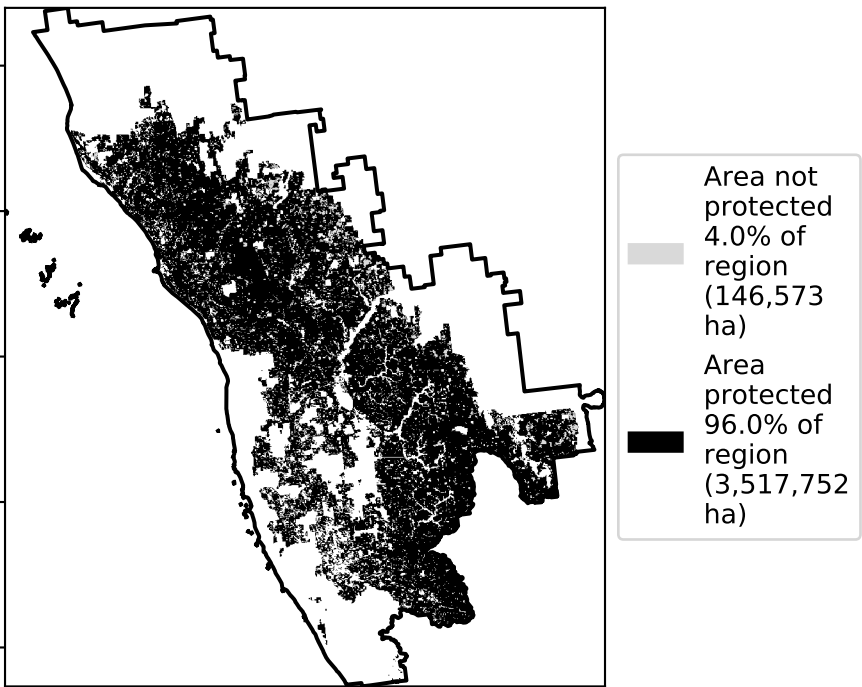 Area not
protected
4.0% of
region
(146,573
ha)
Area
protected
96.0% of
region
(3,517,752
ha)